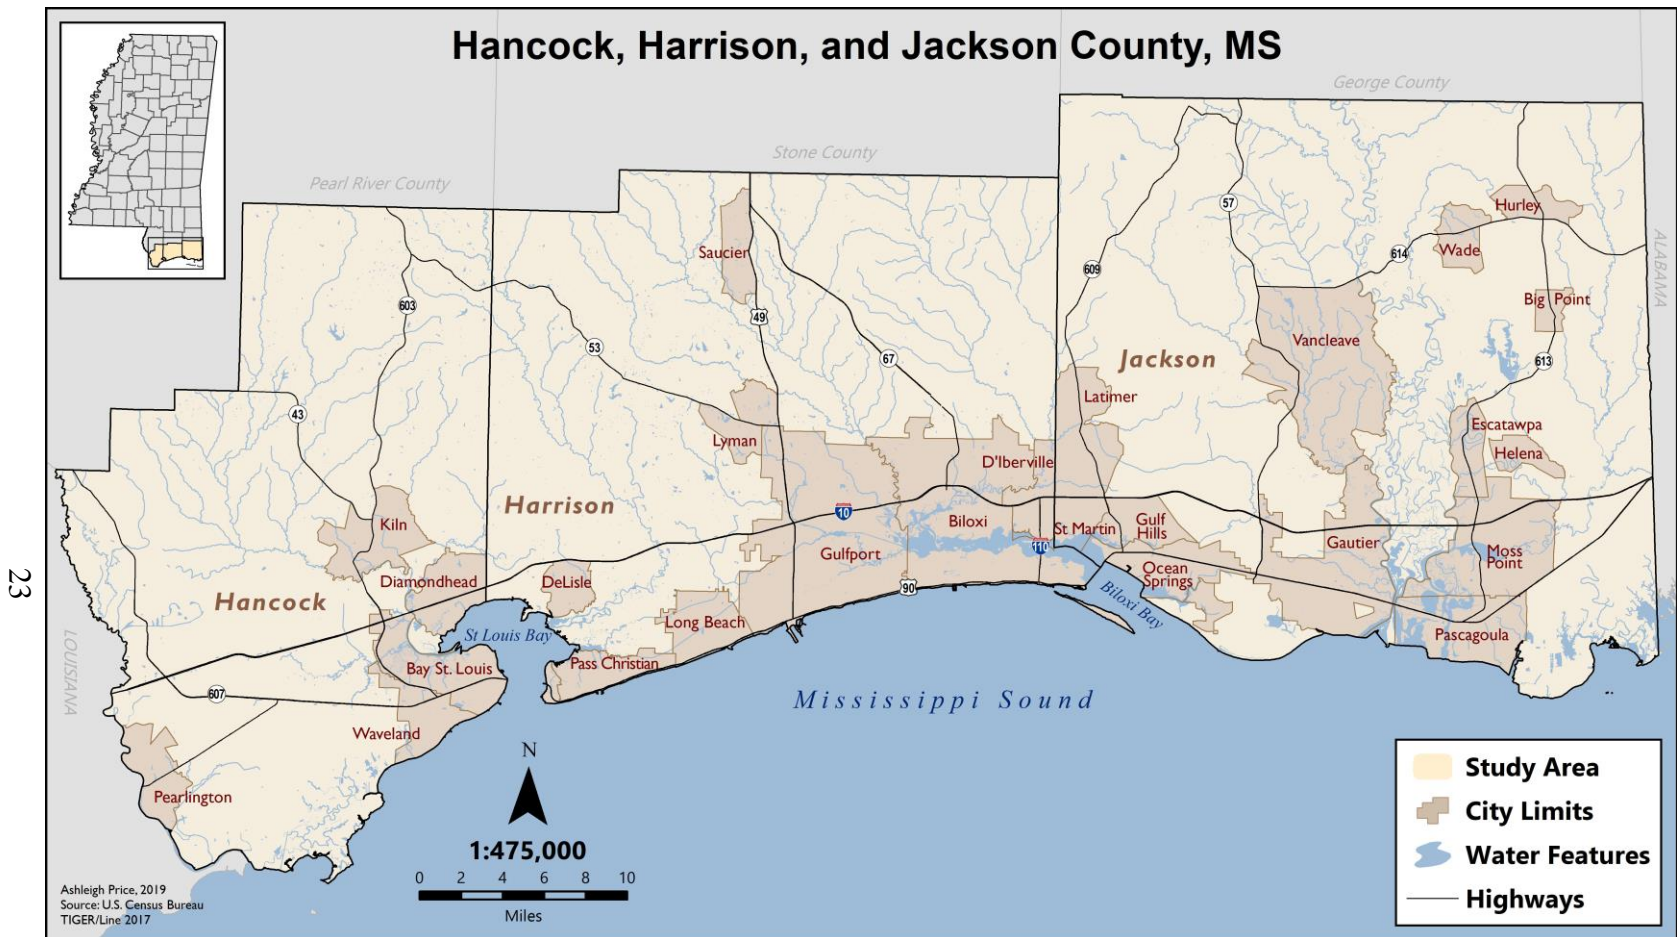 Hancock, Harrison, and Jackson County, MS
George County
Stone County
Pearl River County
57
Hurley
614
Wade
Saucier
609
ALABAMA
603
Big Point
49
Vancleave
53
67
Jackson
613
Latimer
43
Escatawpa
Lyman
Helena
D'Iberville
Harrison
10
Kiln
Biloxi
St Martin
Gulf
Hills
110
Gautier
Gulfport
Moss
Point
23
Diamondhead
DeLisle
Ocean
Springs
90
Hancock
Biloxi Bay
Long Beach
St Louis Bay
Pascagoula
LOUISIANA
Bay St. Louis
Pass Christian
607
Mississippi Sound
Waveland
N
Pearlington
1:475,000
0 2 4 6 8 10
Miles
Study Area
City Limits
Water Features
Highways
Ashleigh Price, 2019
Source: U.S. Census Bureau
TIGER/Line 2017